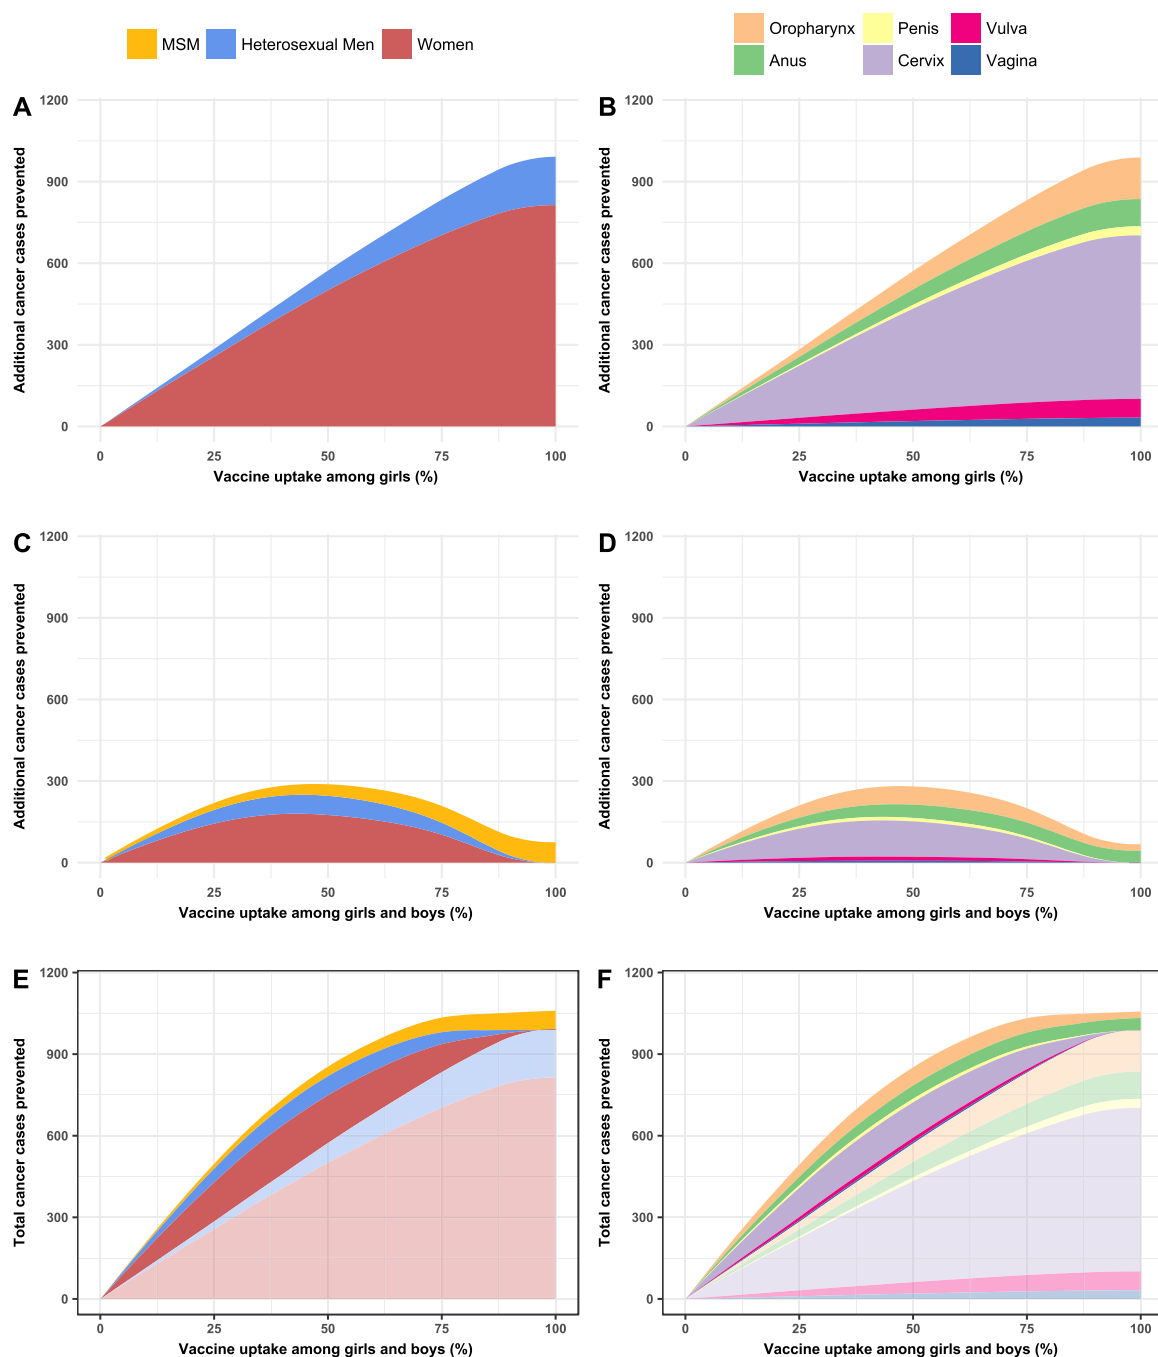 MSM Heterosexual Men Women
Oropharynx Penis Vulva
Anus Cervix Vagina
A
1200
900
600
300
0
Additional cancer cases prevented
0 25 50 75 100
Vaccine uptake among girls (%)
B
1200
900
600
300
0
Additional cancer cases prevented
0 25 50 75 100
Vaccine uptake among girls (%)
C
1200
900
600
300
0
Additional cancer cases prevented
0 25 50 75 100
Vaccine uptake among girls and boys (%)
D
1200
900
600
300
0
Additional cancer cases prevented
0 25 50 75 100
Vaccine uptake among girls and boys (%)
E
1200
900
600
300
0
Total cancer cases prevented
0 25 50 75 100
Vaccine uptake among girls and boys (%)
F
1200
900
600
300
0
Total cancer cases prevented
0 25 50 75 100
Vaccine uptake among girls and boys (%)